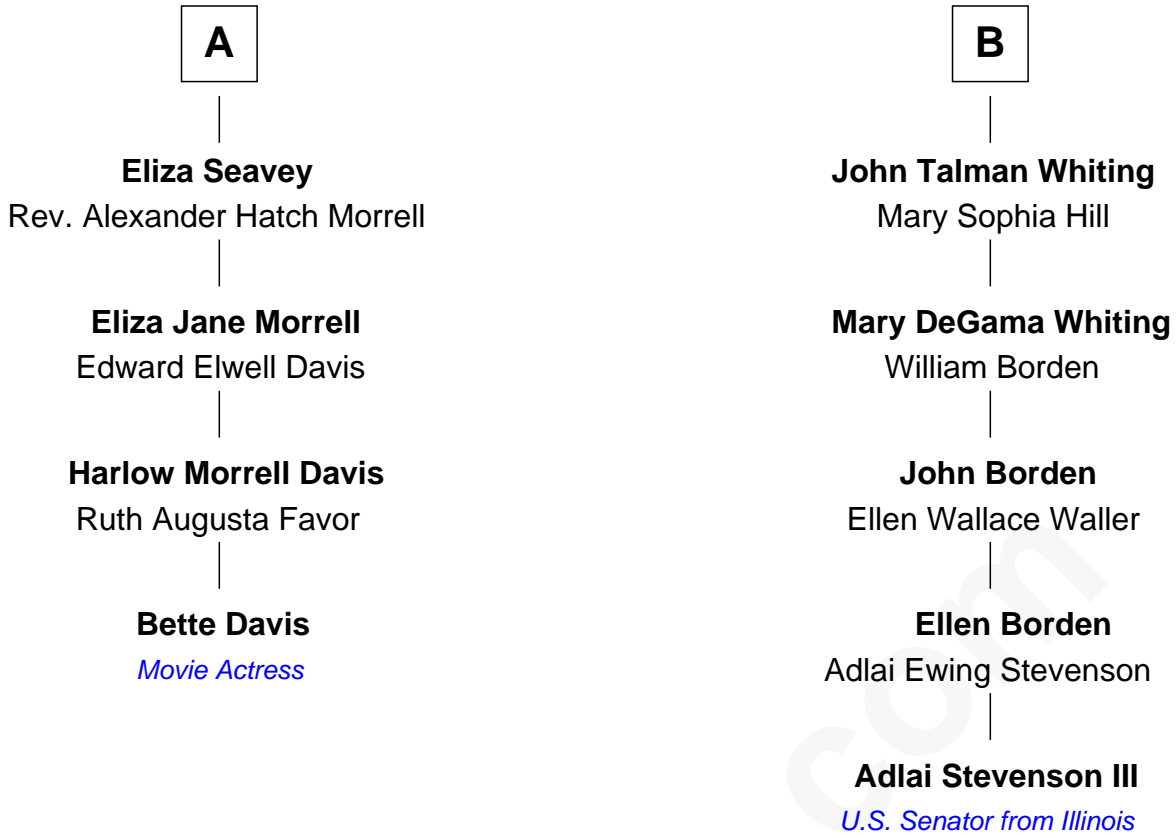 A
Eliza Seavey
Rev. Alexander Hatch Morrell
Eliza Jane Morrell
Edward Elwell Davis
Harlow Morrell Davis
Ruth Augusta Favor
Bette Davis
Movie Actress
B
John Talman Whiting
Mary Sophia Hill
Mary DeGama Whiting
William Borden
John Borden
Ellen Wallace Waller
Ellen Borden
Adlai Ewing Stevenson
Adlai Stevenson III
U.S. Senator from Illinois
com